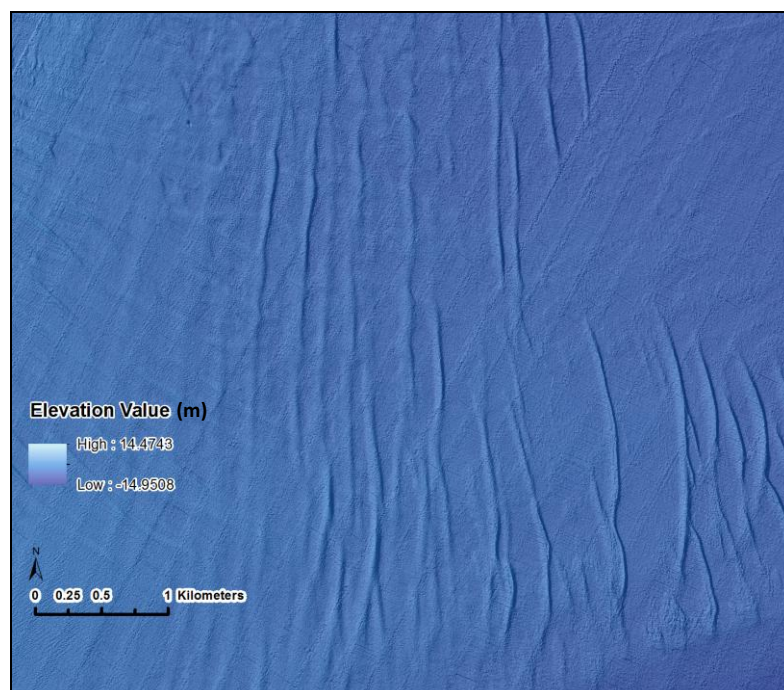 Elevation Value (m)
High : 14.4743
Low : -14.9508
N
0 0.25 0.5 1 Kilometers